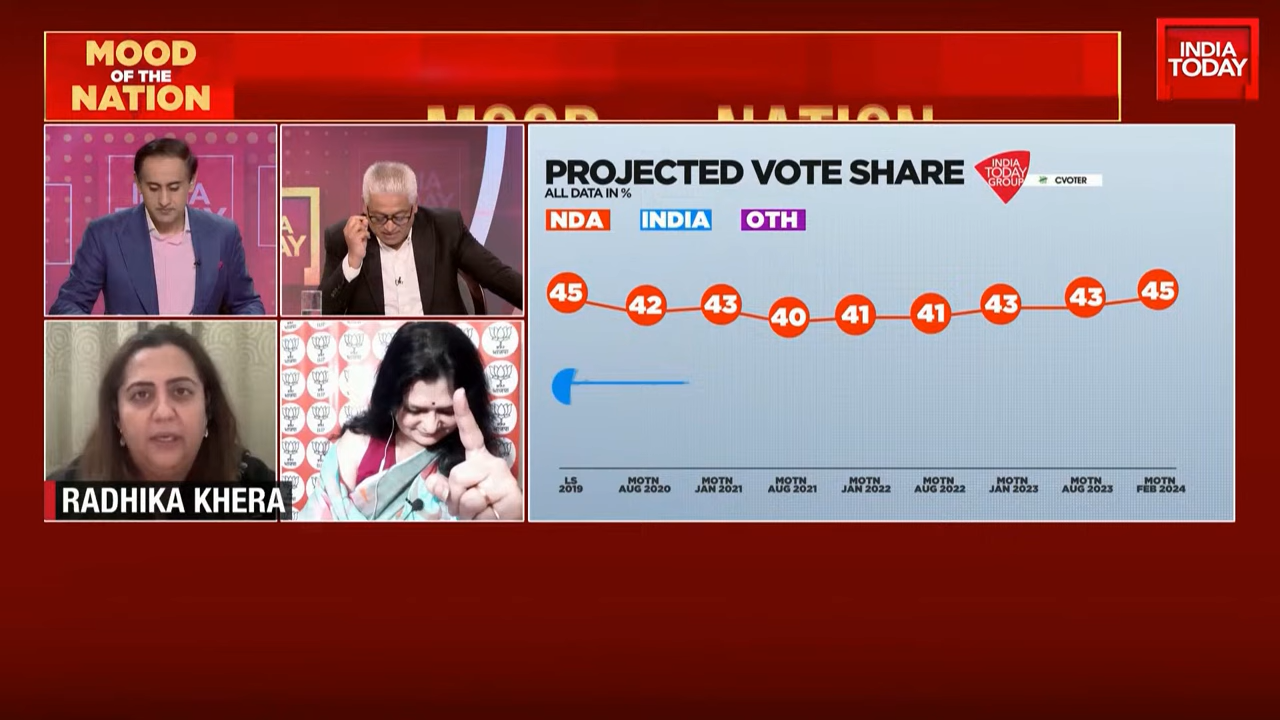 MOOD
OF THE
NATION
MOOD NATION
INDIA
TODAY
PROJECTED VOTE SHARE
ALL DATA IN %
INDIA
TODAY
GROUP
CVOTER
NDA INDIA OTH
45 42 43 40 41 41 43 43 45
LS
2019
MOTN
AUG 2020
MOTN
JAN 2021
MOTN
AUG 2021
MOTN
JAN 2022
MOTN
AUG 2022
MOTN
JAN 2023
MOTN
AUG 2023
MOTN
FEB 2024
RADHIKA KHERA